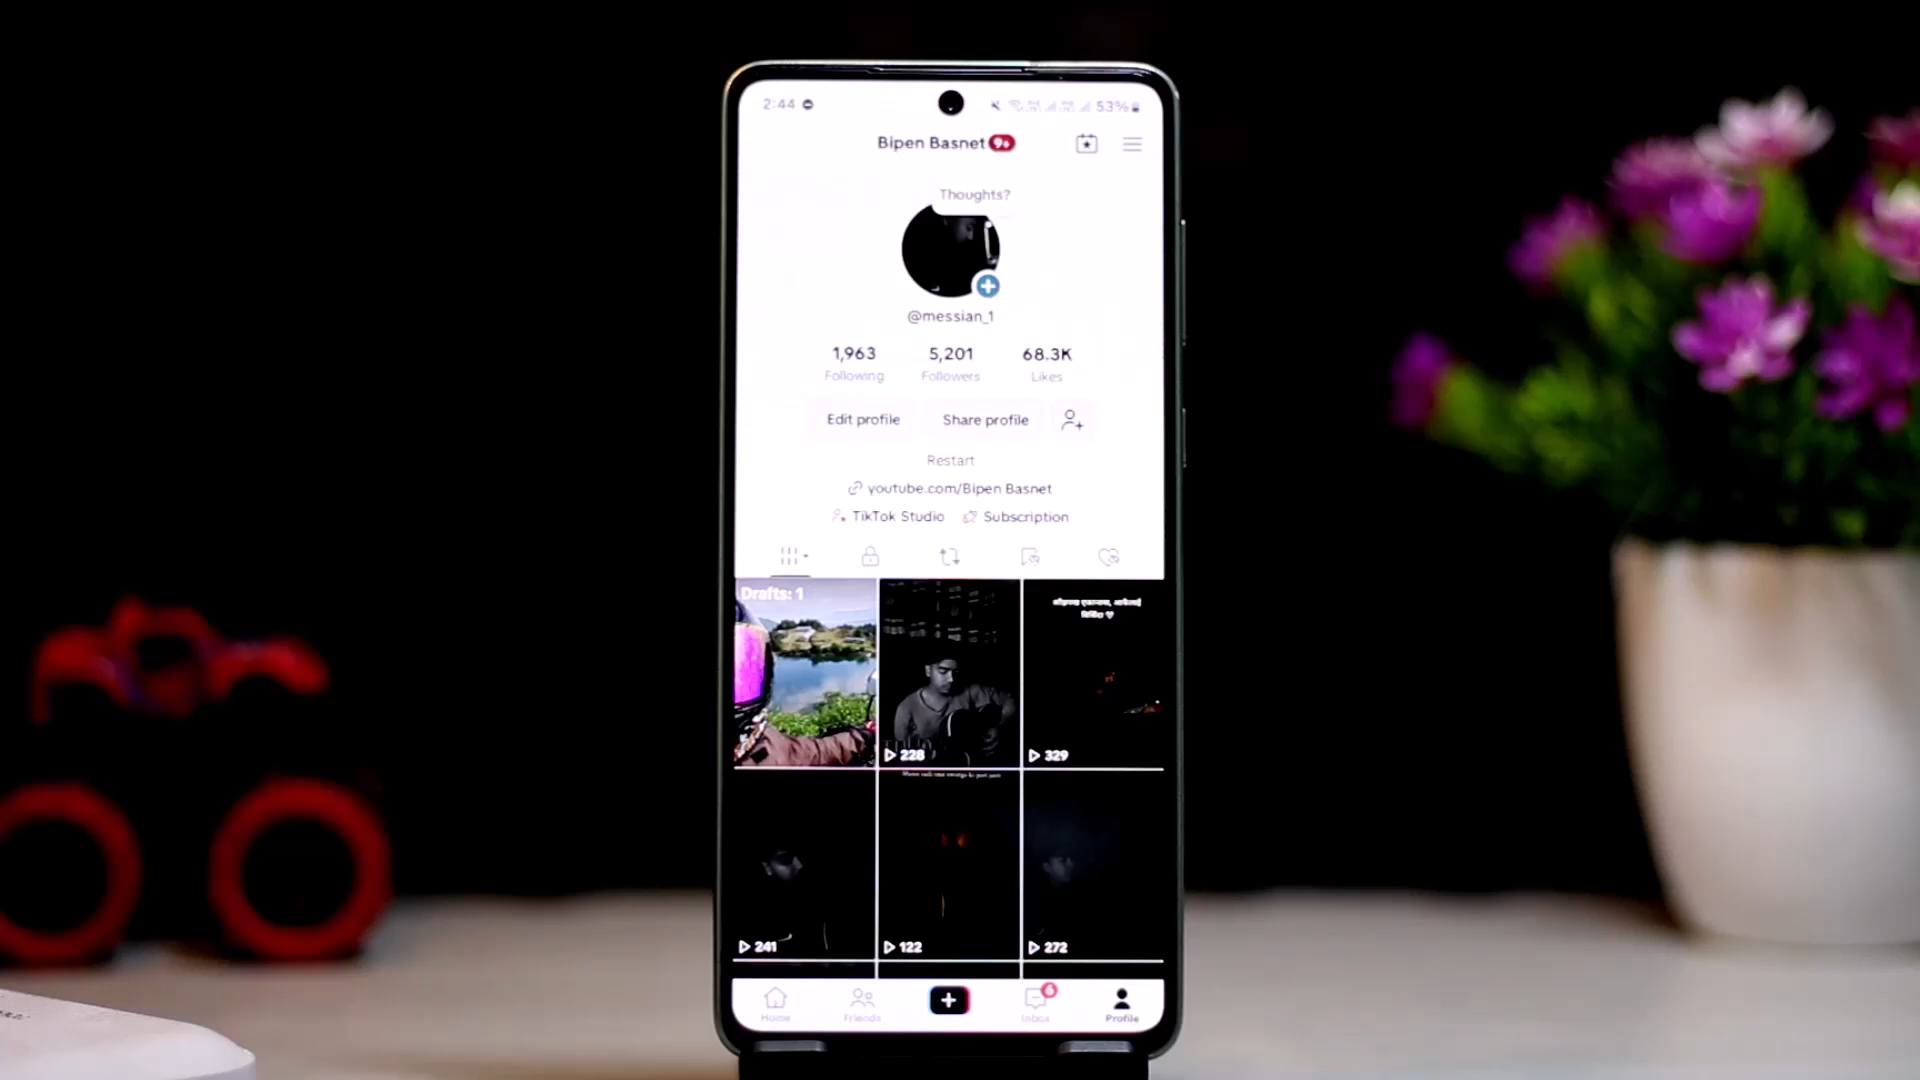 2:44
53%
Bipen Basnet 9+
Thoughts?
@messian_1
1,963 5,201 68.3K
Following Followers Likes
Edit profile Share profile
Restart
youtube.com/Bipen Basnet
TikTok Studio Subscription
Drafts: 1
228
329
241
122
272
6
Home Friends Inbox Profile